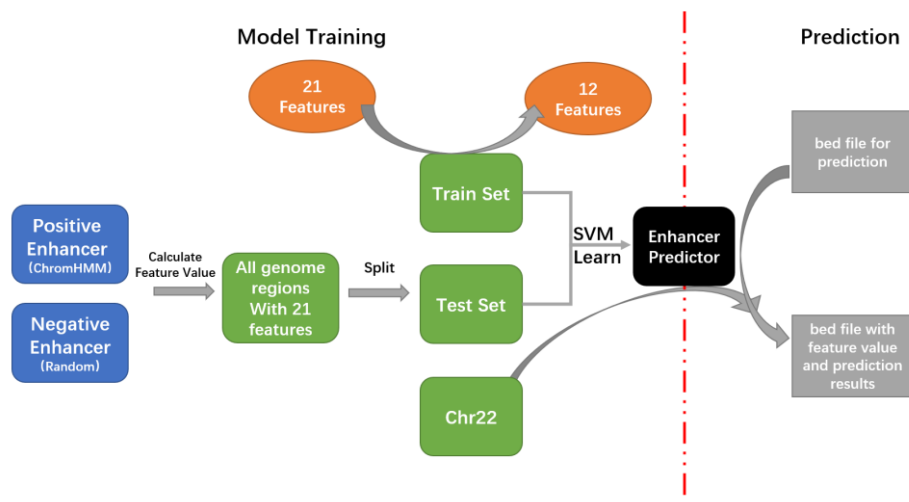 Model Training
Prediction
21
Features
12
Features
bed file for
prediction
Train Set
Positive
Enhancer
(ChromHMM)
Calculate
Feature Value
All genome
regions
With 21
features
Split
SVM
Learn
Enhancer
Predictor
Test Set
Negative
Enhancer
(Random)
bed file with
feature value
and prediction
results
Chr22